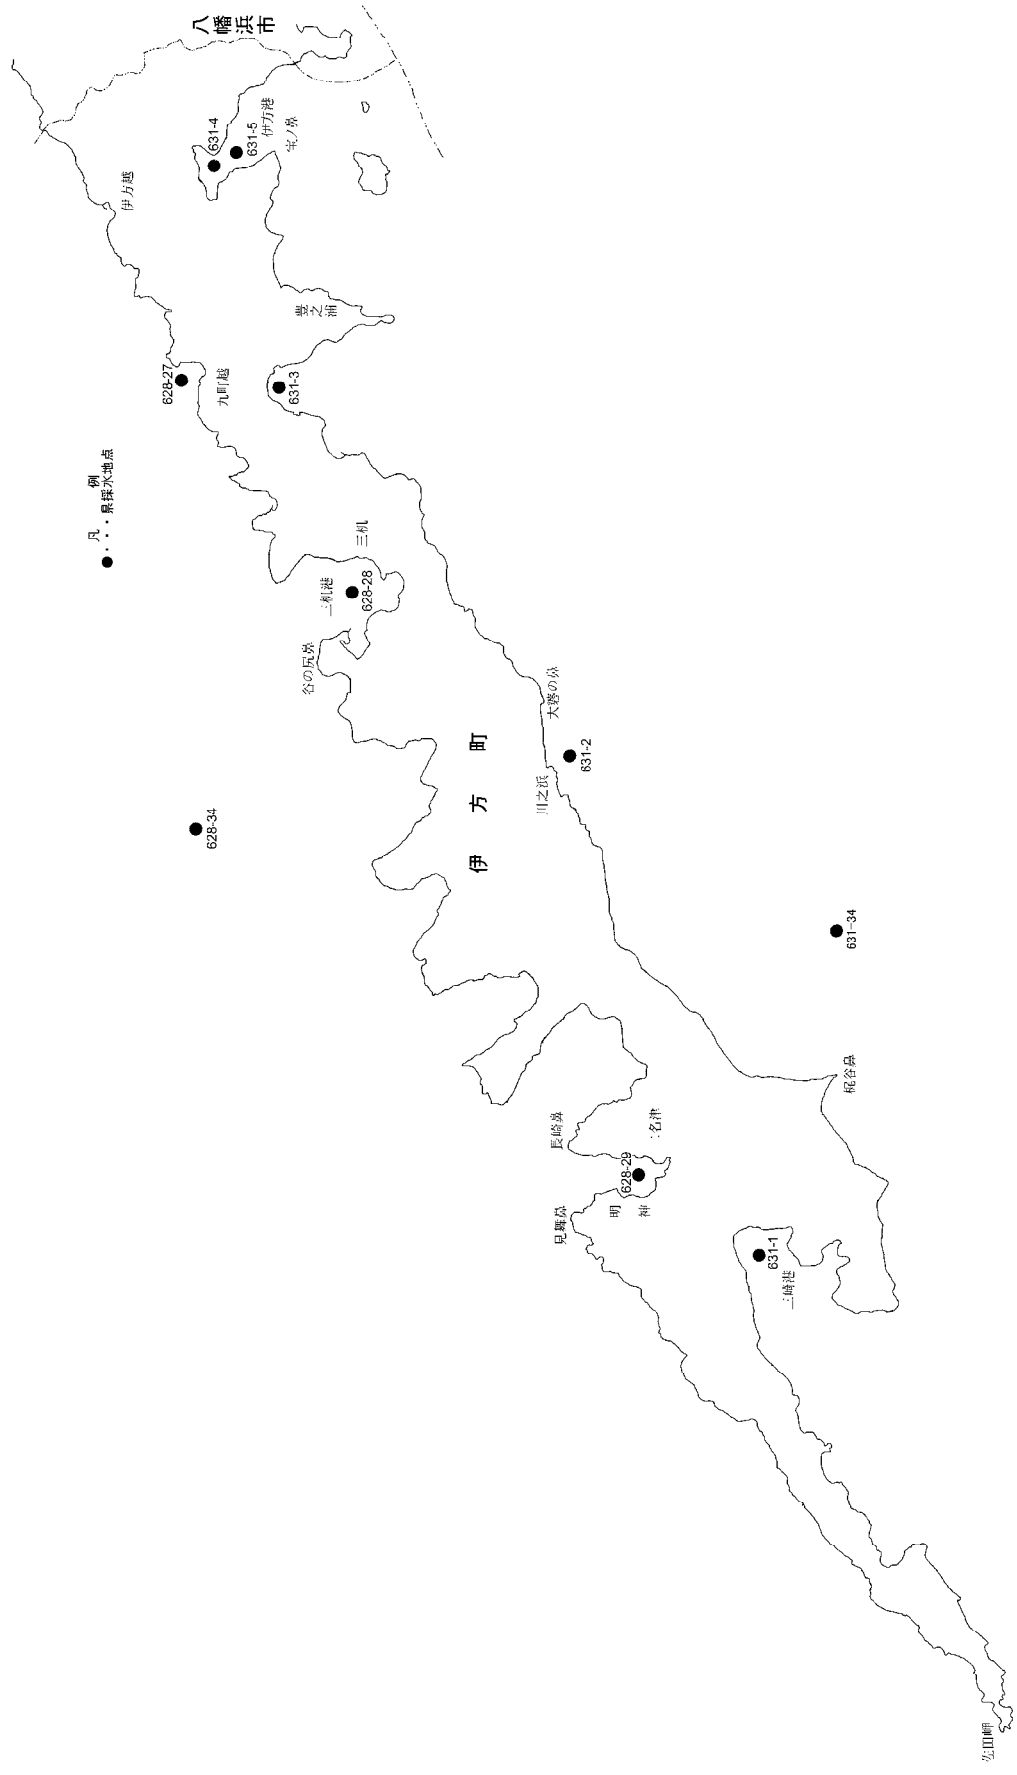 八幡浜市
631-4
631-5
伊方港
室ノ鼻
伊方越
豊之浦
628-27
九町越
631-3
凡例
●・・・県採水地点
三机
三机港
628-28
谷の尻鼻
大碆の鼻
川之浜
631-2
伊方町
628-34
631-34
梶谷鼻
長崎鼻
二名津
628-29
見舞鼻
明神
631-1
三崎港
佐田岬